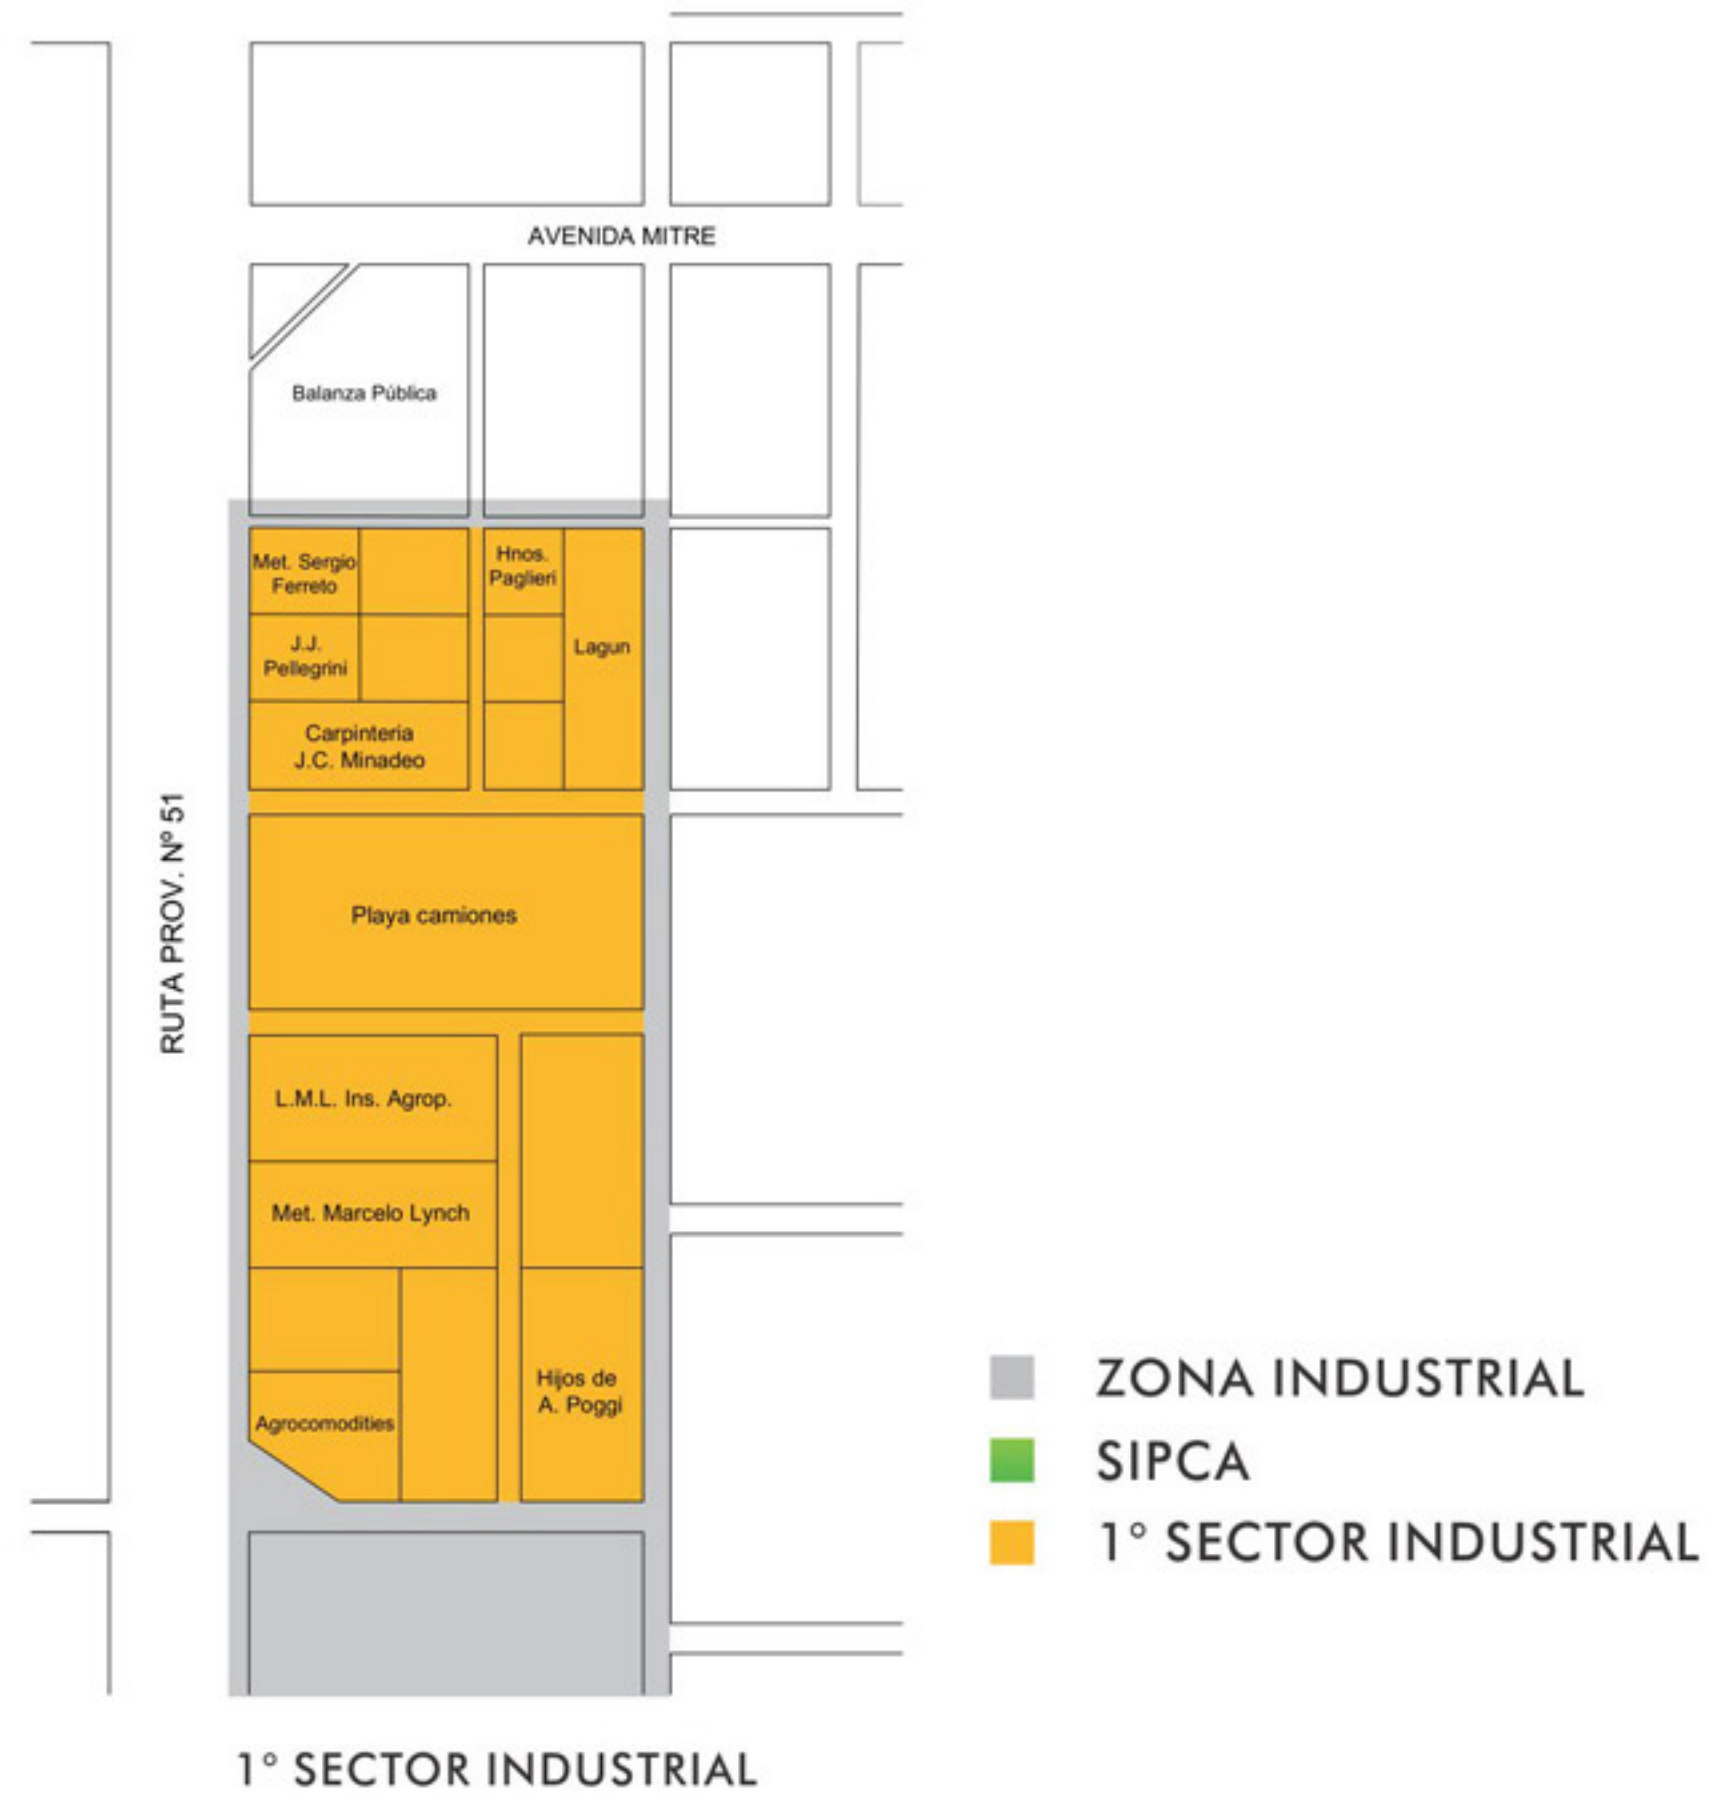 AVENIDA MITRE
Balanza Pública
Met. Sergio
Ferreto
Hnos.
Paglieri
J.J.
Pellegrini
Lagun
Carpinteria
J.C. Minadeo
RUTA PROV. Nº 51
Playa camiones
L.M.L. Ins. Agrop.
Met. Marcelo Lynch
Hijos de
A. Poggi
Agrocomodities
ZONA INDUSTRIAL
SIPCA
1° SECTOR INDUSTRIAL
1° SECTOR INDUSTRIAL